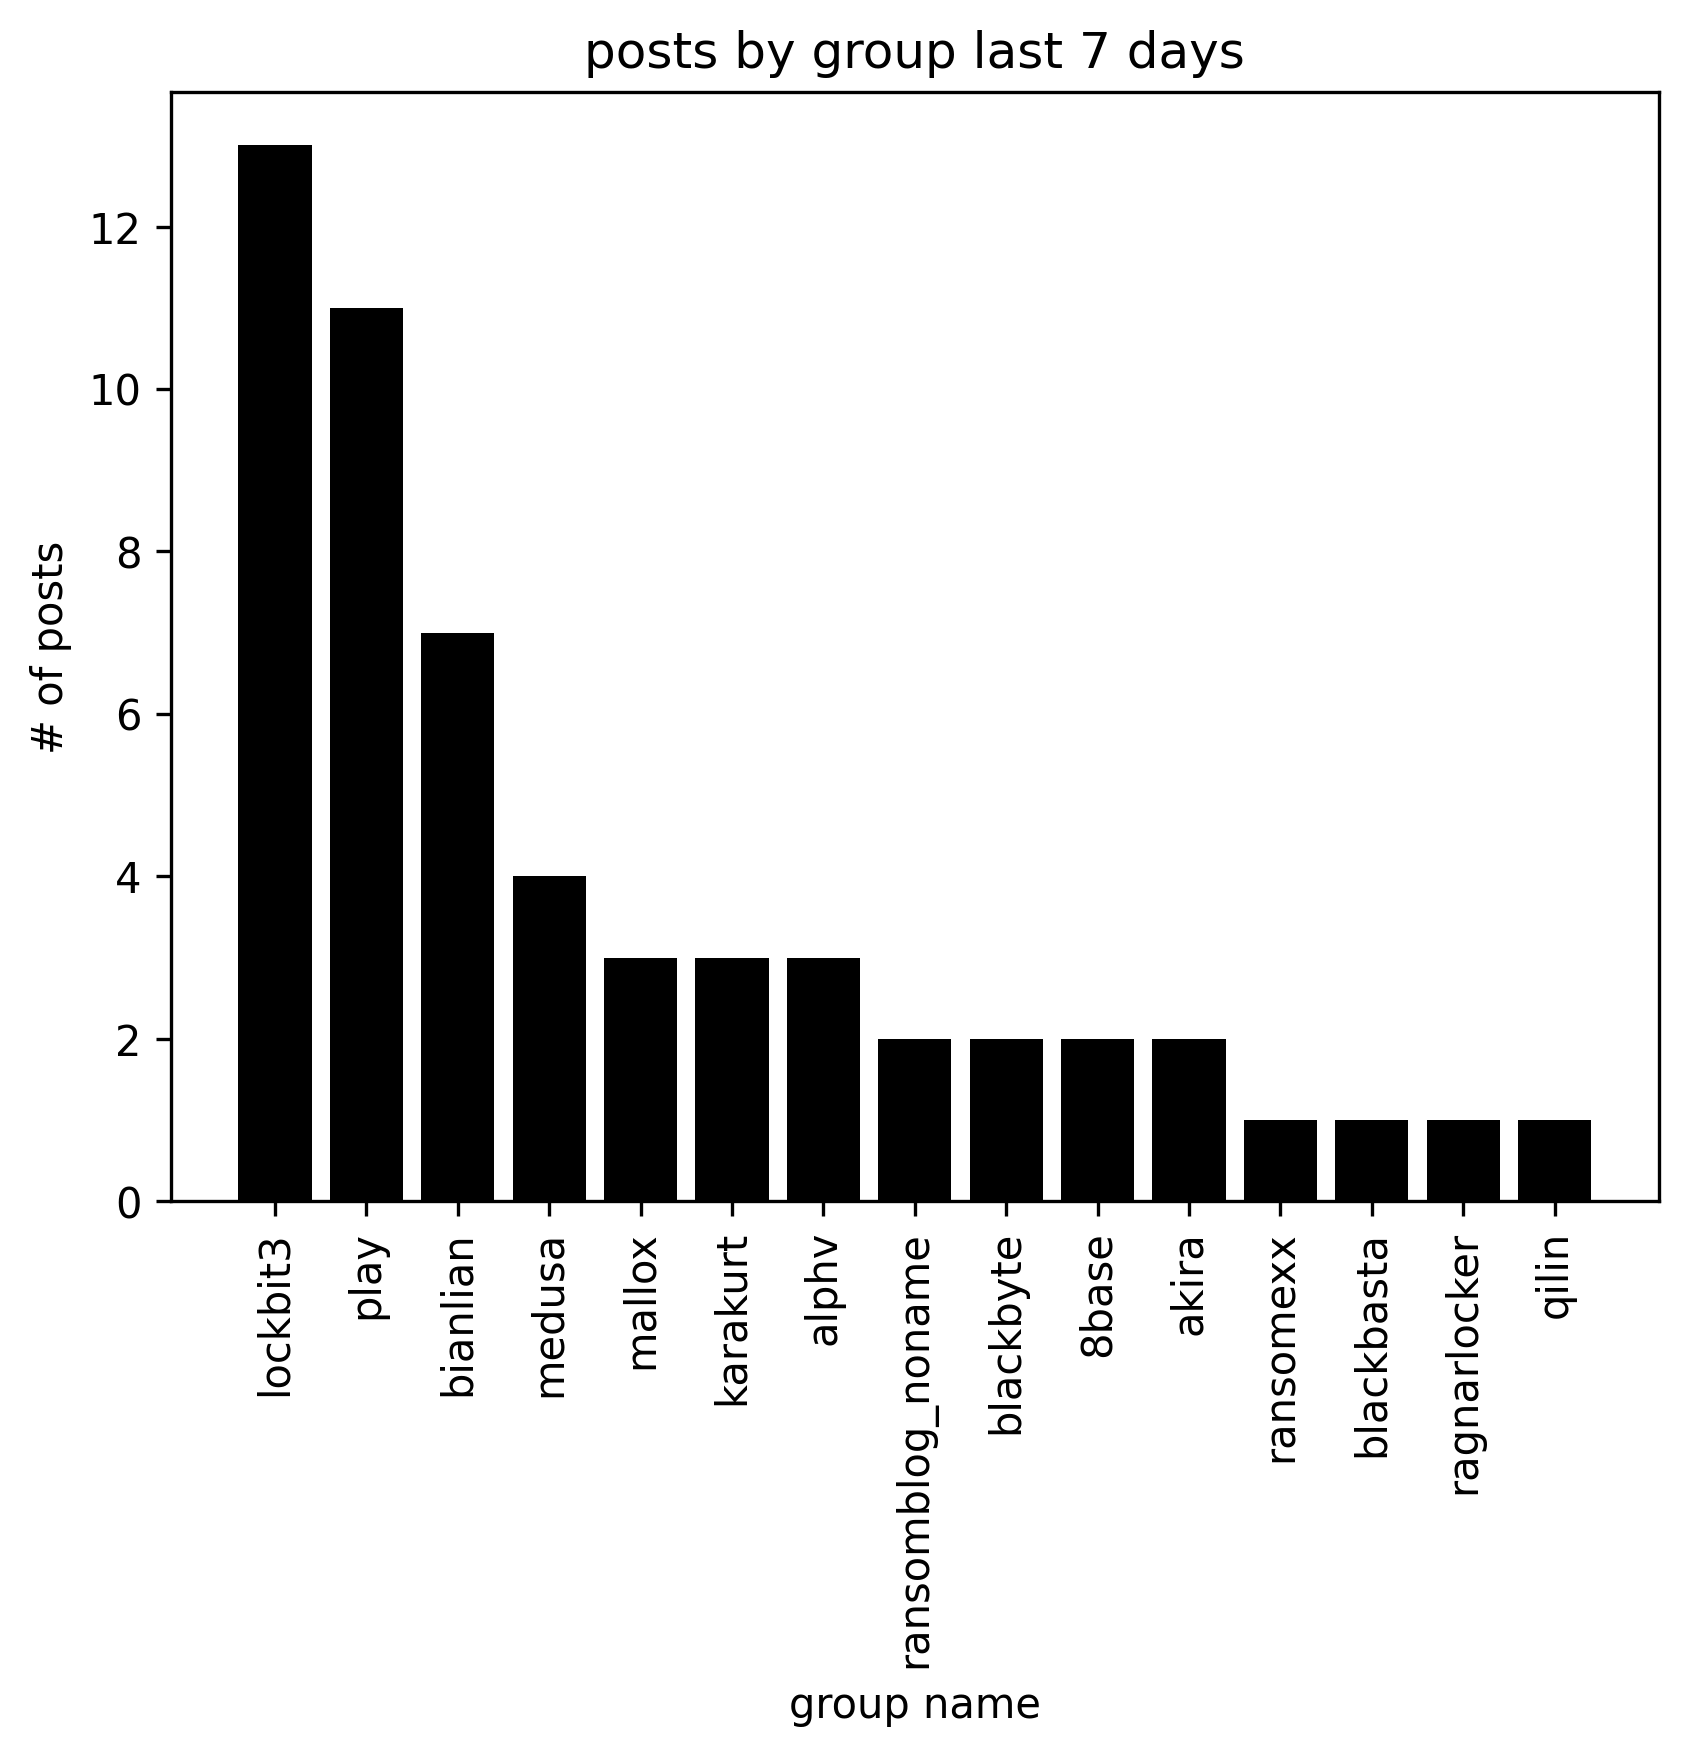 posts by group last 7 days
# of posts
12
10
8
6
4
2
0
lockbit3
play
bianlian
medusa
mallox
karakurt
alphv
ransomblog_noname
blackbyte
8base
akira
ransomexx
blackbasta
ragnarlocker
qilin
group name